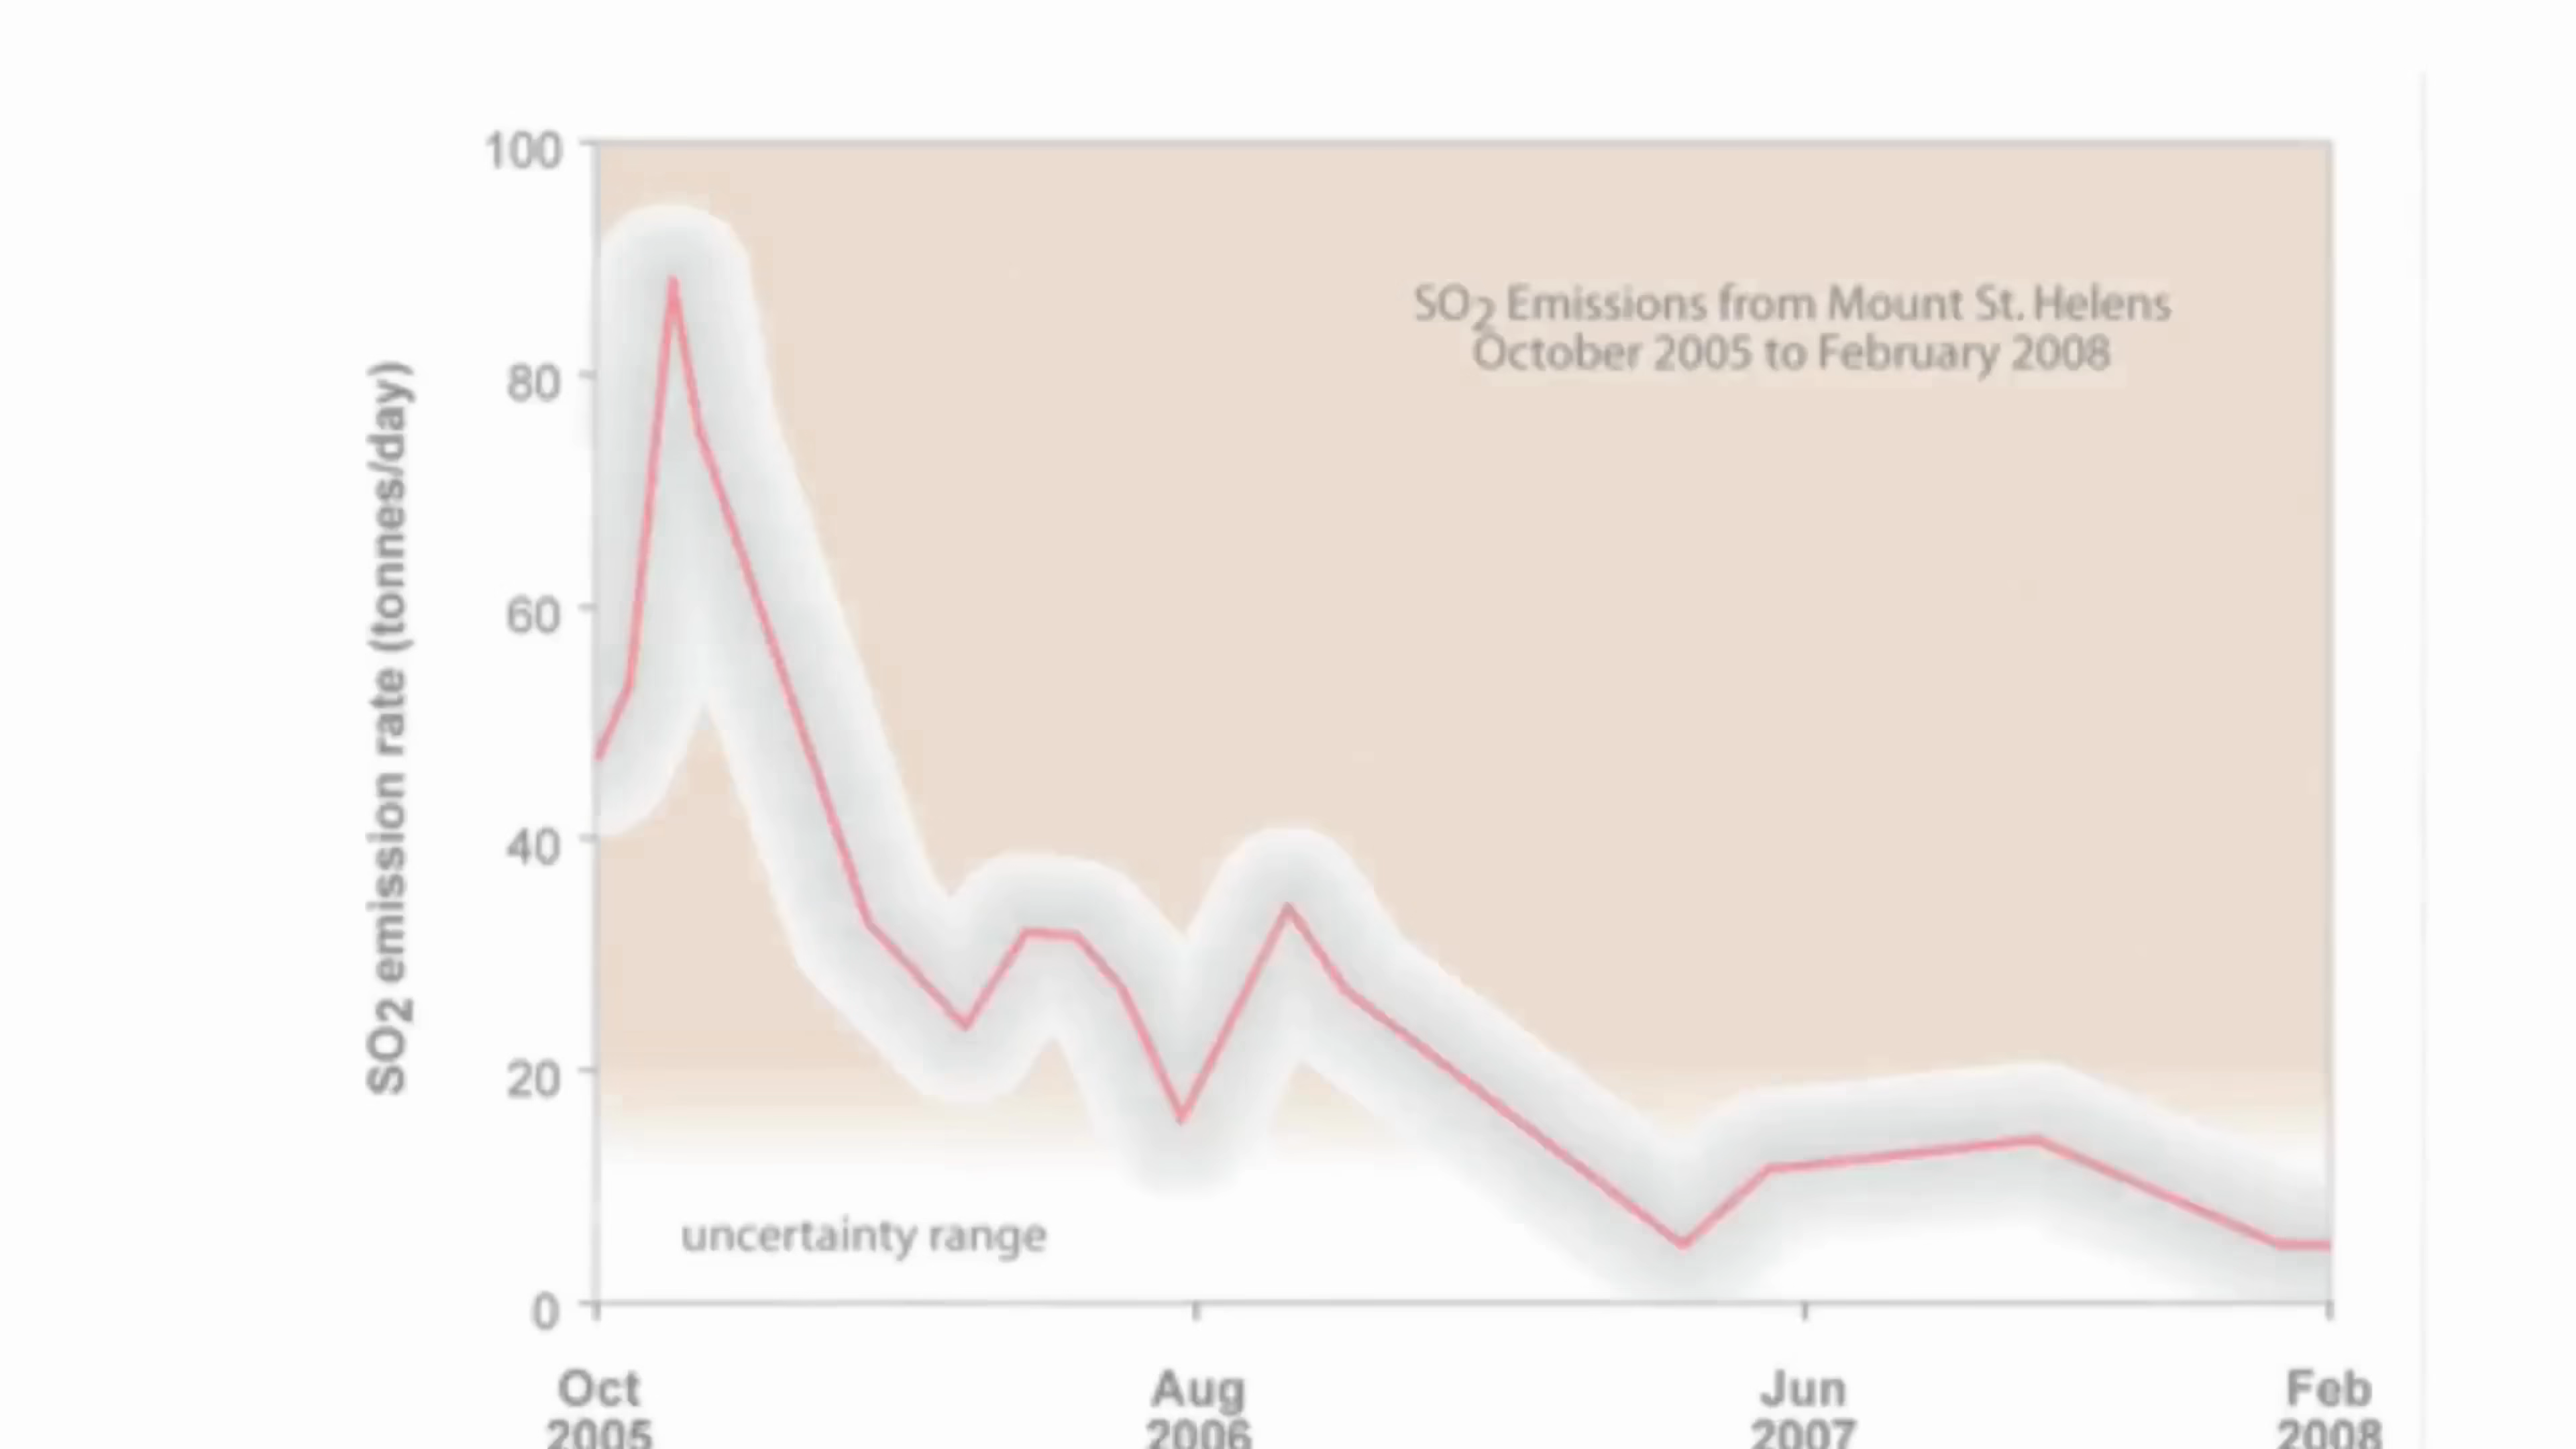 SO2 Emissions from Mount St. Helens
October 2005 to February 2008
SO2 emission rate (tonnes/day)
100
80
60
40
20
0
uncertainty range
Oct
2005
Aug
2006
Jun
2007
Feb
2008